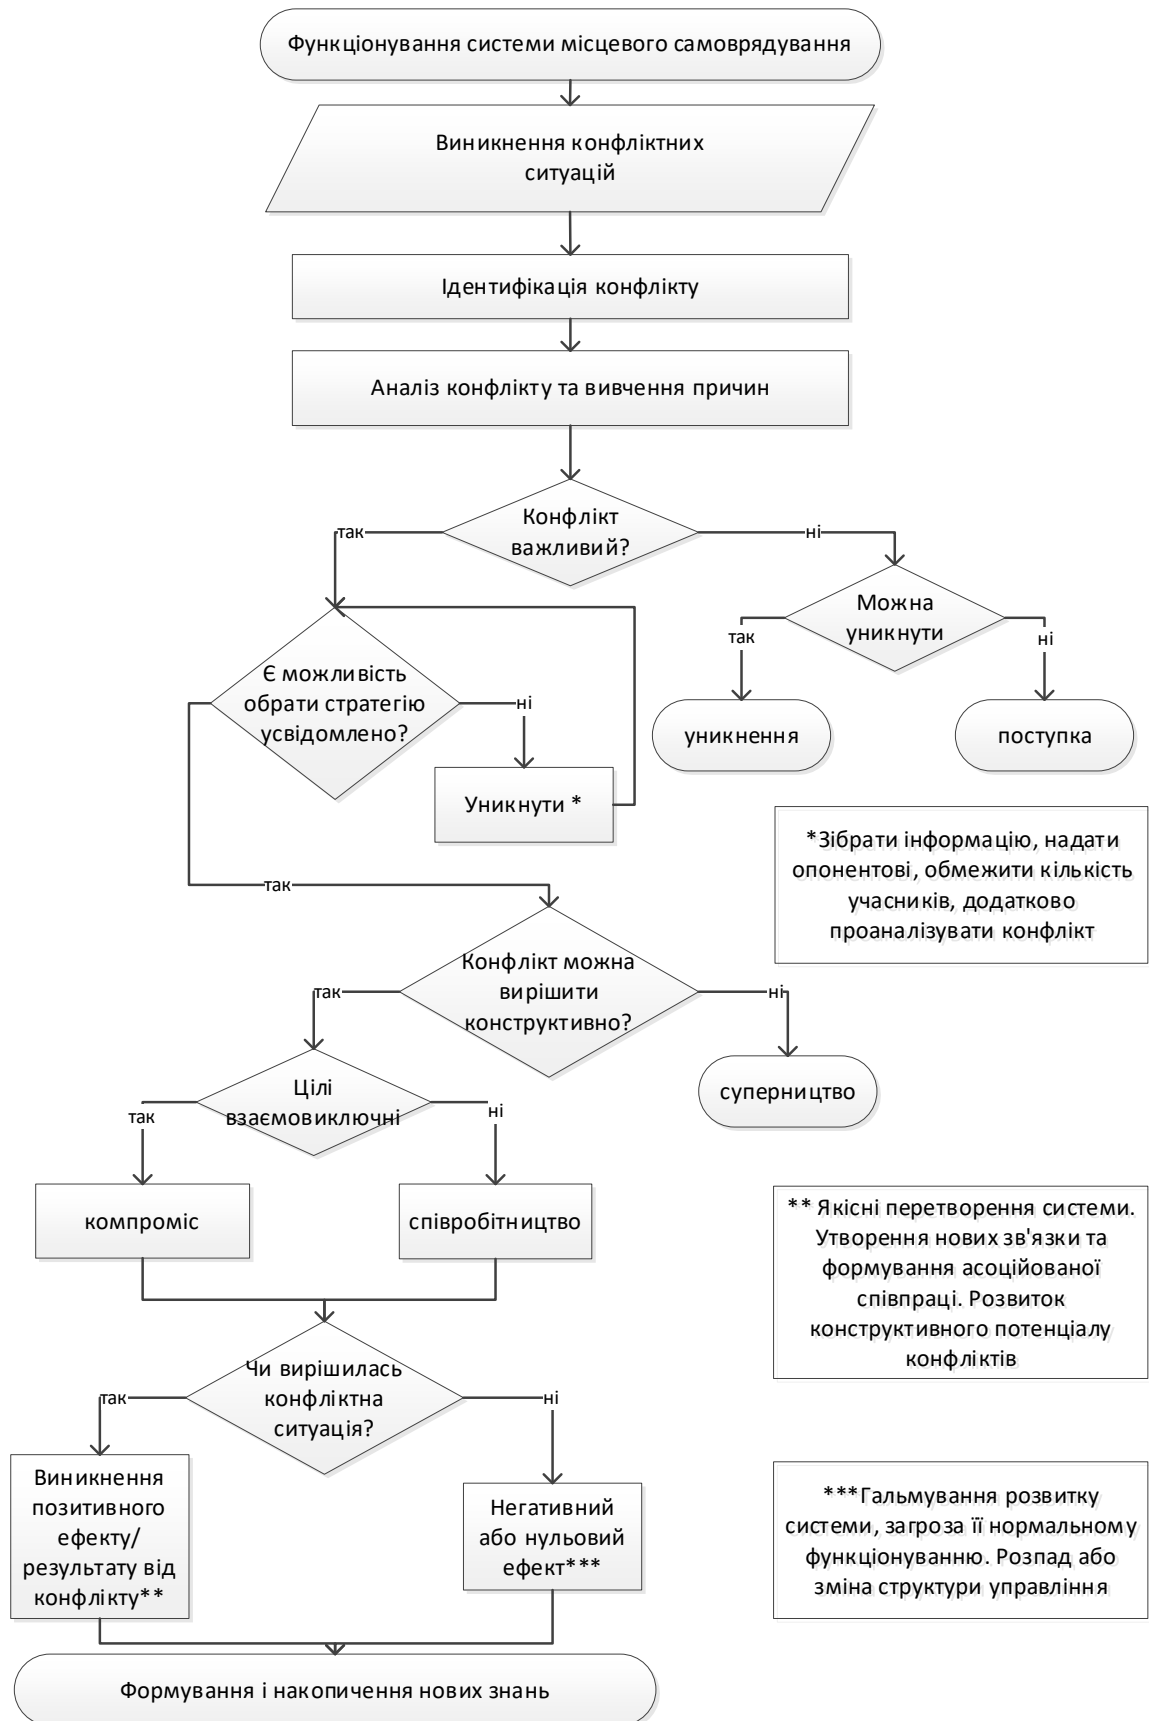 Функціонування системи місцевого самоврядування
Виникнення конфліктних
ситуацій
Ідентифікація конфлікту
Аналіз конфлікту та вивчення причин
Конфлікт
важливий?
так
ні
Можна
уникнути
так
ні
Є можливість
обрати стратегію
усвідомлено?
ні
уникнення
поступка
Уникнути *
*Зібрати інформацію, надати
опонентові, обмежити кількість
учасників, додатково
проаналізувати конфлікт
так
Конфлікт можна
вирішити
конструктивно?
так
ні
суперництво
Цілі
взаємовиключні
так
ні
компроміс
співробітництво
** Якісні перетворення системи.
Утворення нових зв'язки та
формування асоційованої
співпраці. Розвиток
конструктивного потенціалу
конфліктів
Чи вирішилась
конфліктна
ситуація?
так
ні
Виникнення
позитивного
ефекту/
результату від
конфлікту**
Негативний
або нульовий
ефект***
***Гальмування розвитку
системи, загроза її нормальному
функціонуванню. Розпад або
зміна структури управління
Формування і накопичення нових знань